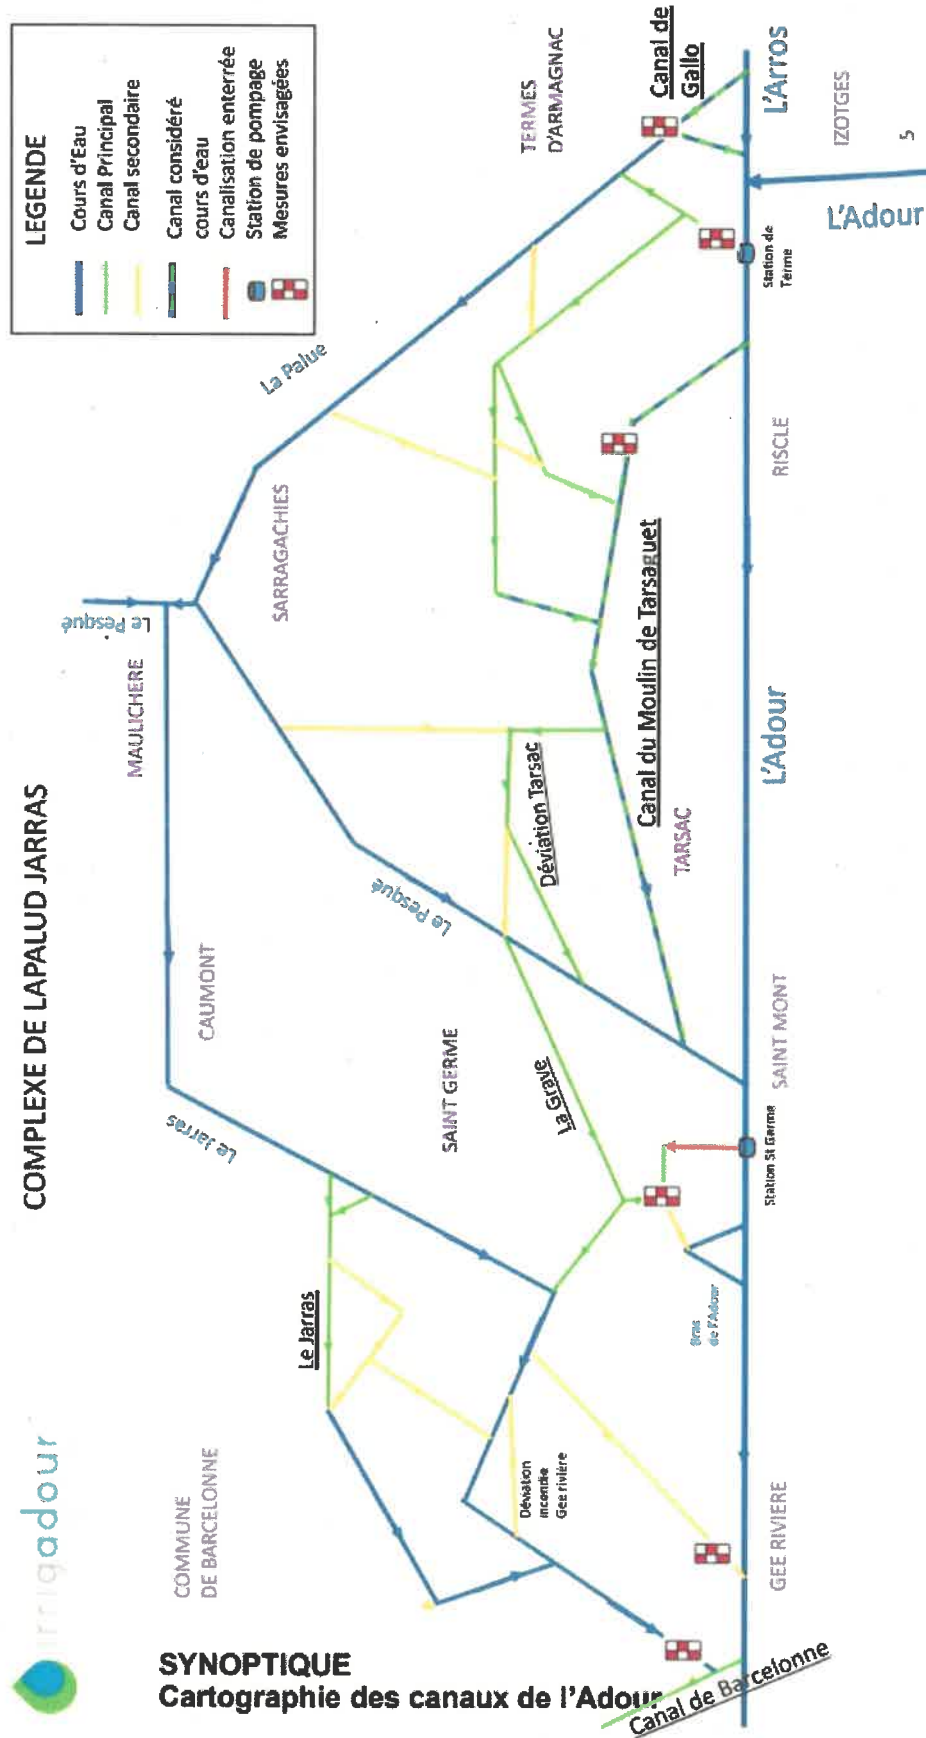 irrigadour
COMPLEXE DE LAPALUD JARRAS
LEGENDE
Cours d'Eau
Canal Principal
Canal secondaire
Canal considéré
cours d'eau
Canalisation enterrée
Station de pompage
Mesures envisagées
Le Pesqué
MAULICHERE
La Palue
SARRAGACHIES
TERMES
D'ARMAGNAC
Canal de
Gallo
CAUMONT
Le Jarras
COMMUNE
DE BARCELONNE
Le Jarras
SAINT GERME
Le Pesqué
Déviation Tarsac
La Grave
Canal du Moulin de Tarsaguet
TARSAC
Déviation
incendie
Gee rivière
Bras
de l'Adour
Station St Germe
Station de
Terme
GEE RIVIERE
SAINT MONT
L'Adour
RISCLE
L'Arros
IZOTGES
L'Adour
5
Canal de Barcelonne
SYNOPTIQUE
Cartographie des canaux de l'Adour